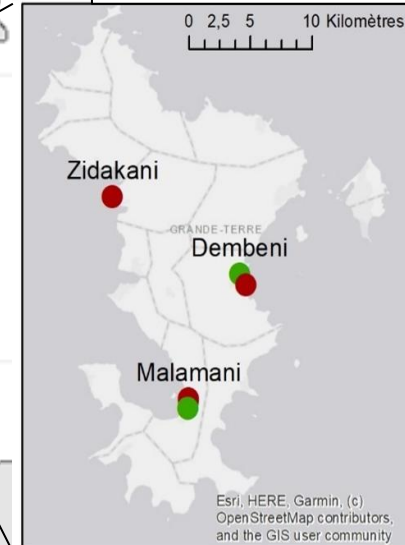 0 2,5 5 10 Kilomètres
Zidakani
GRANDE-TERRE
Dembeni
Malamani
Esri, HERE, Garmin, (c)
OpenStreetMap contributors,
and the GIS user community